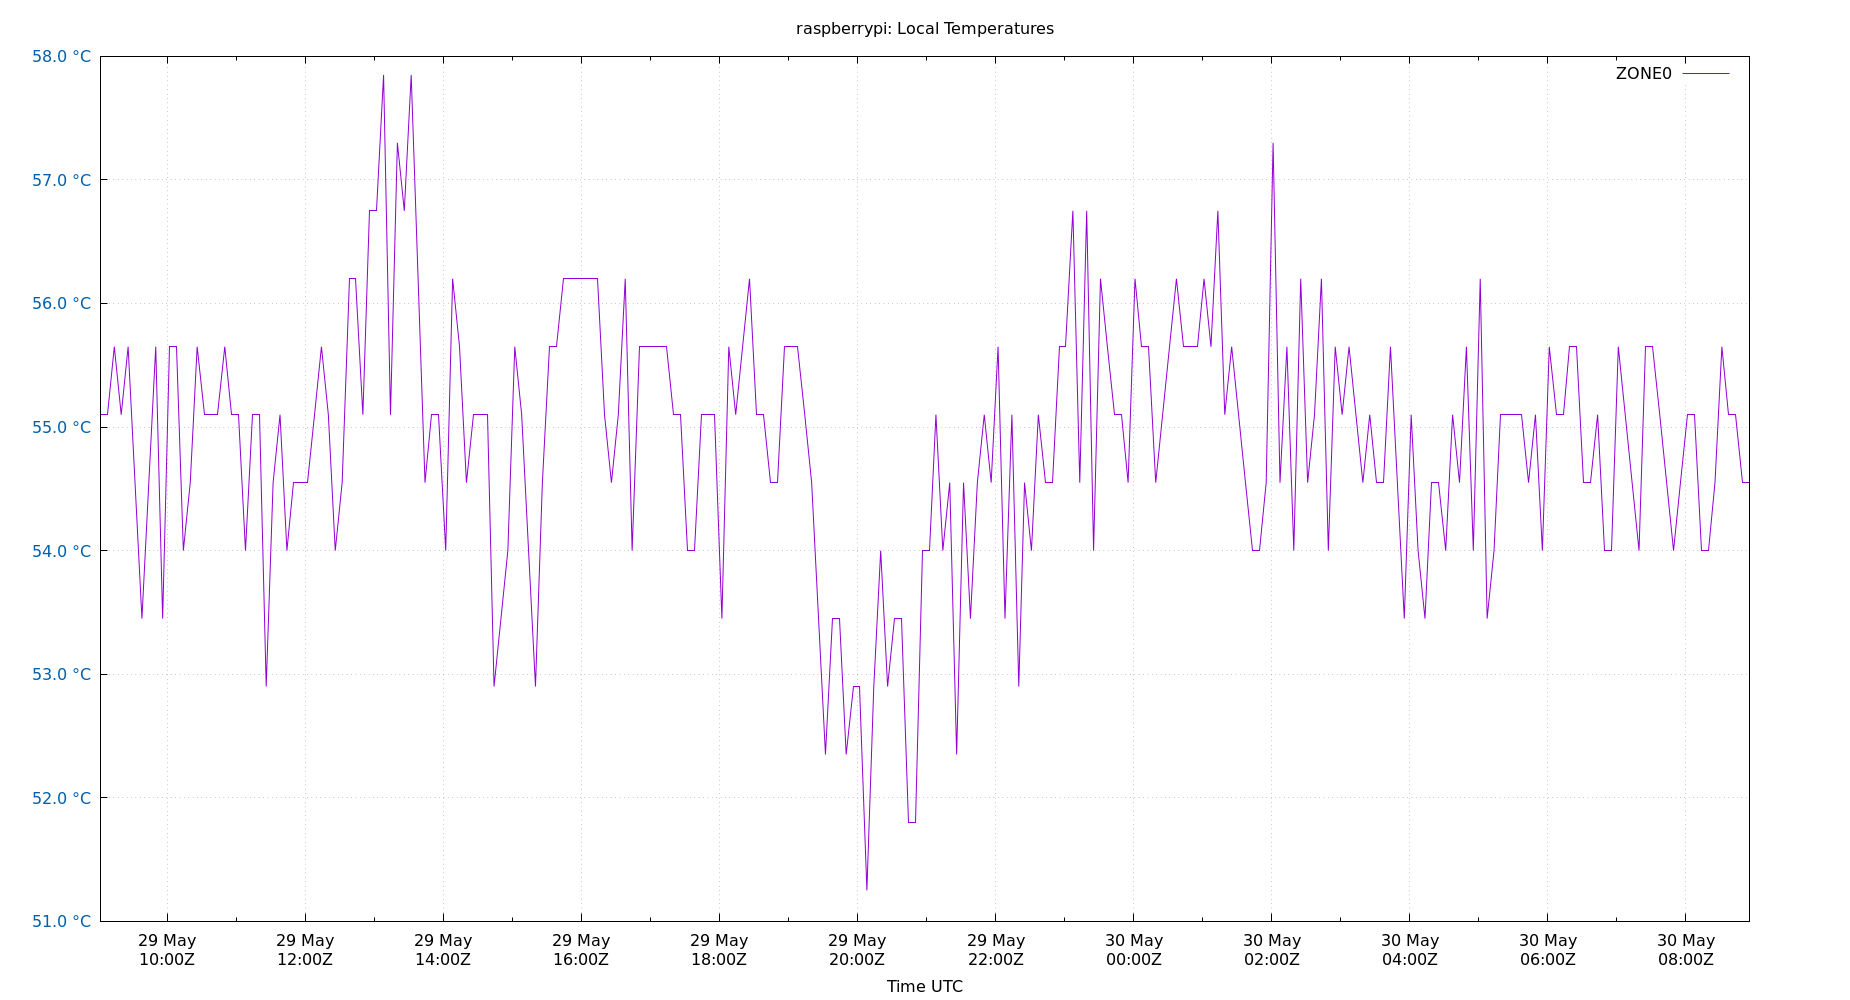 raspberrypi: Local Temperatures
58.0 °C
ZONE0
57.0 °C
56.0 °C
55.0 °C
54.0 °C
53.0 °C
52.0 °C
51.0 °C
29 May 29 May 29 May 29 May 29 May 29 May 29 May 30 May 30 May 30 May 30 May 30 May
10:00Z 12:00Z 14:00Z 16:00Z 18:00Z 20:00Z 22:00Z 00:00Z 02:00Z 04:00Z 06:00Z 08:00Z
Time UTC